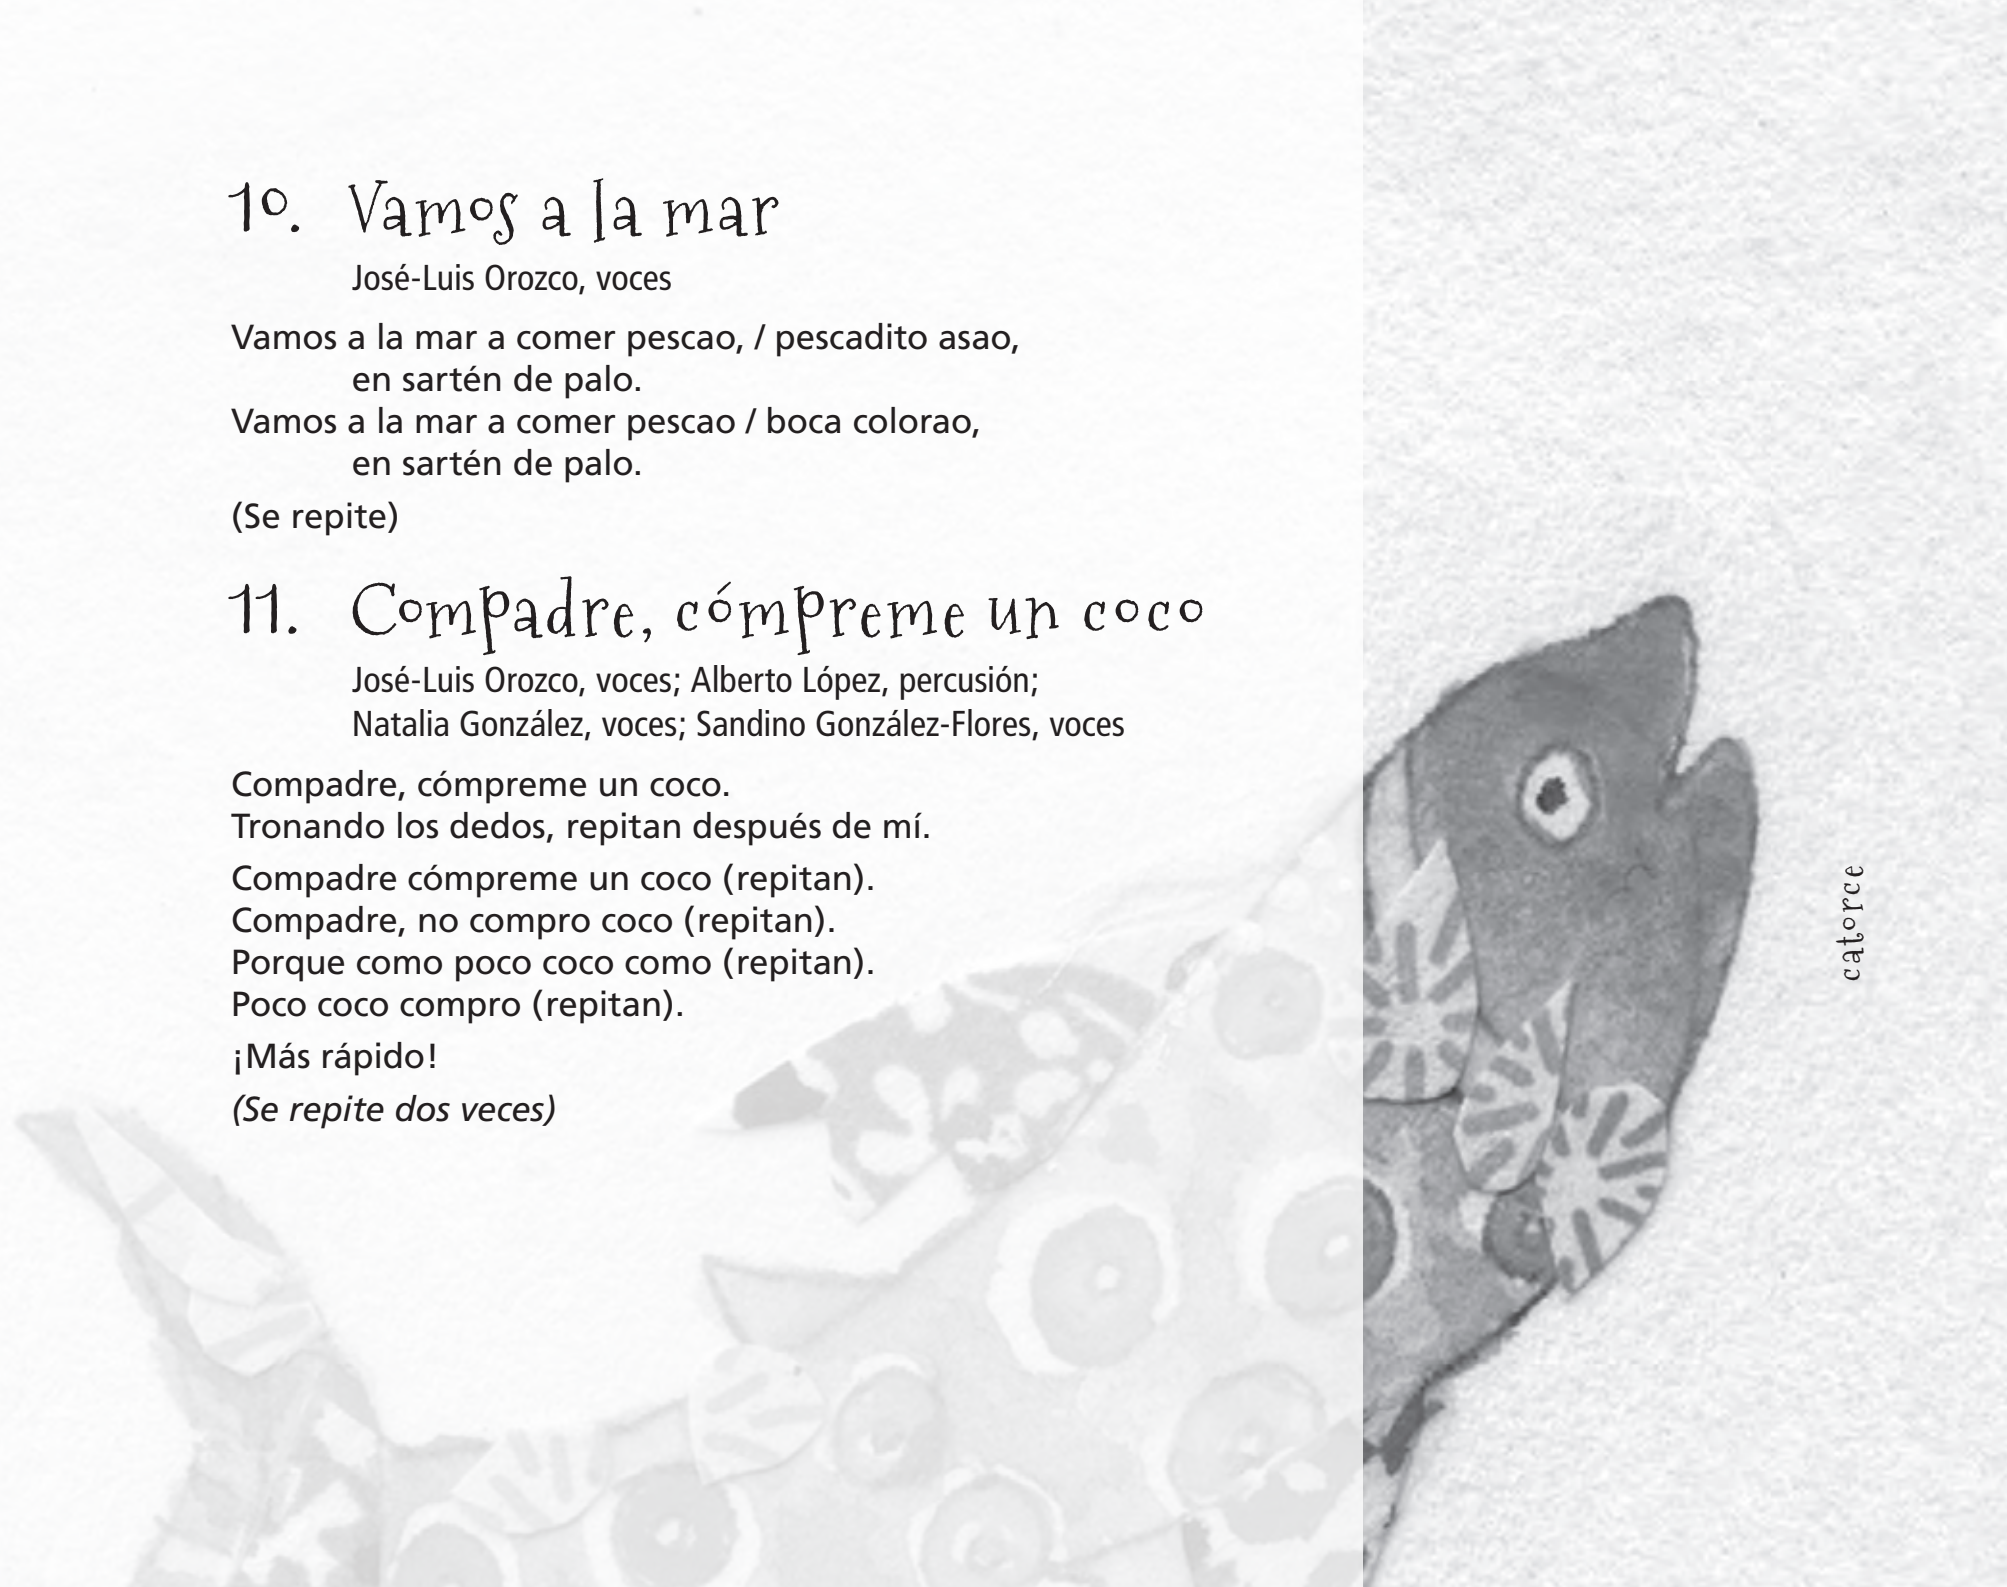 10. Vamos a la mar
José-Luis Orozco, voces
Vamos a la mar a comer pescao, / pescadito asao,
en sartén de palo.
Vamos a la mar a comer pescao / boca colorao,
en sartén de palo.
(Se repite)
11. Compadre, cómpreme un coco
José-Luis Orozco, voces; Alberto López, percusión;
Natalia González, voces; Sandino González-Flores, voces
Compadre, cómpreme un coco.
Tronando los dedos, repitan después de mí.
Compadre cómpreme un coco (repitan).
Compadre, no compro coco (repitan).
Porque como poco coco como (repitan).
Poco coco compro (repitan).
¡Más rápido!
(Se repite dos veces)
catorce